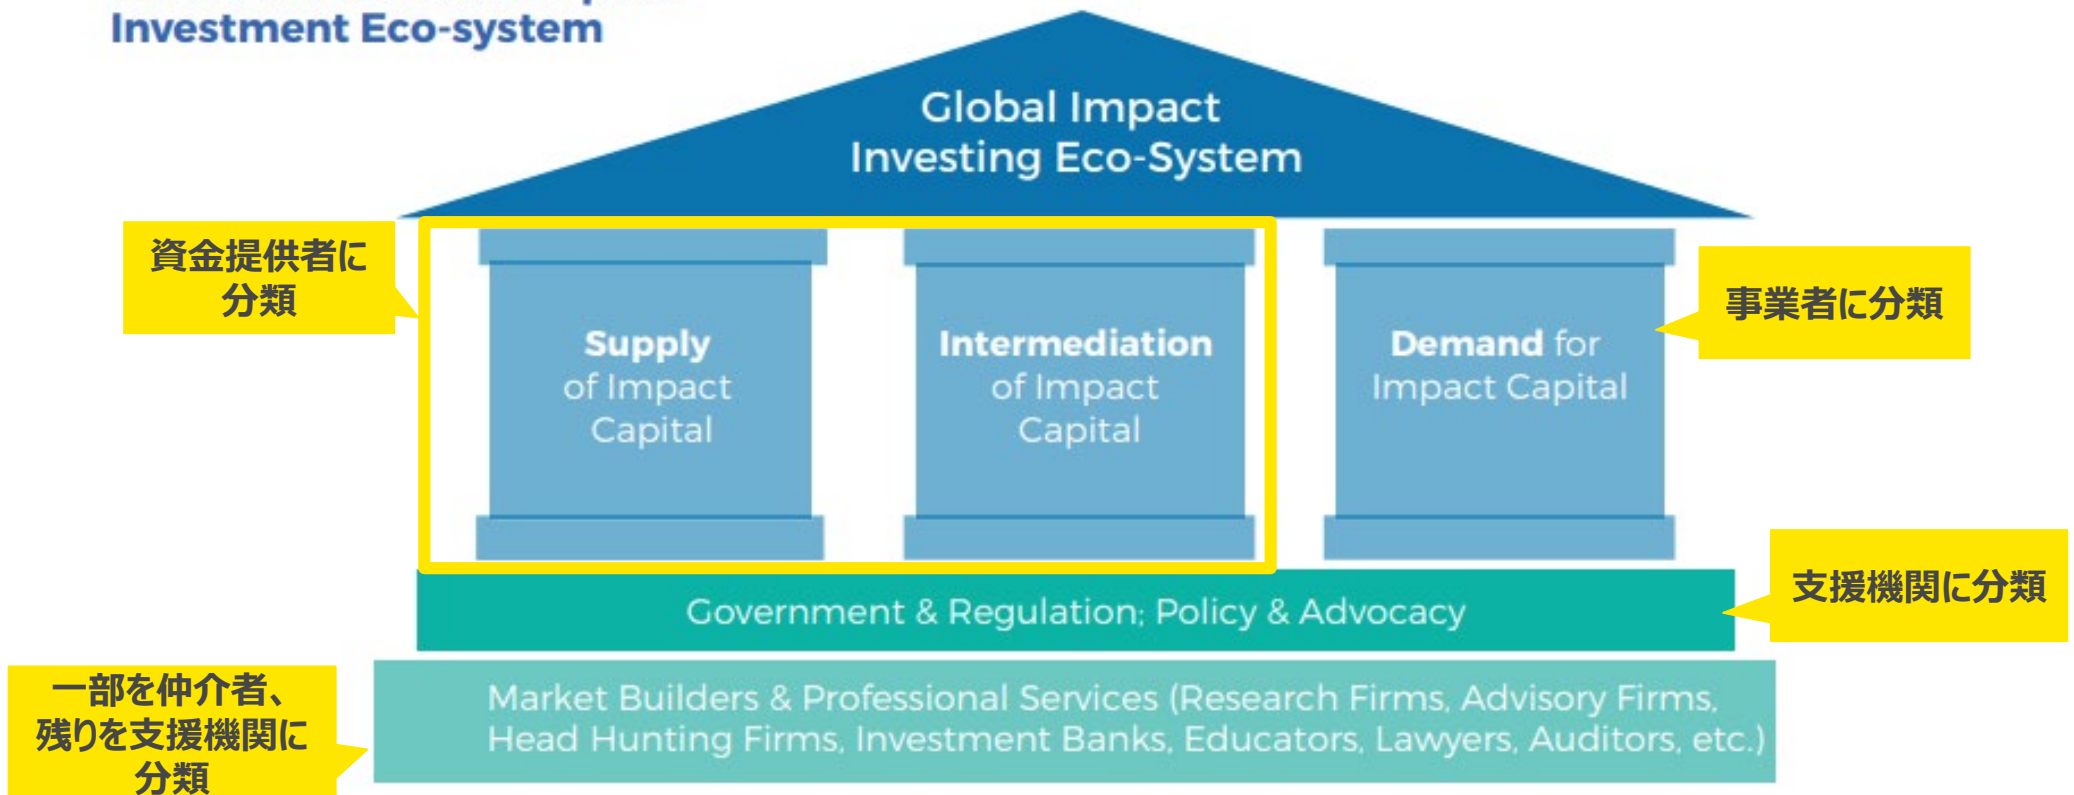 Investment Eco-system
Global Impact
Investing Eco-System
資金提供者に
分類
Supply
of Impact
Capital
Intermediation
of Impact
Capital
Demand for
Impact Capital
事業者に分類
Government & Regulation; Policy & Advocacy
支援機関に分類
一部を仲介者、
残りを支援機関に
分類
Market Builders & Professional Services (Research Firms, Advisory Firms,
Head Hunting Firms, Investment Banks, Educators, Lawyers, Auditors, etc.)